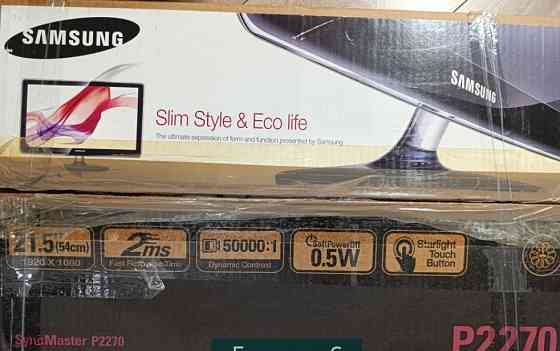 SAMSUNG
SAMSUNG
Slim Style & Eco life
The ultimate expression of form and function presented by Samsung
21.5"(54cm)
1920 X 1080
2ms
Fast Response Time
50000:1
Dynamic Contrast
SoftPowerOff
0.5W
Starlight
Touch
Button
SyncMaster P2270
P2270